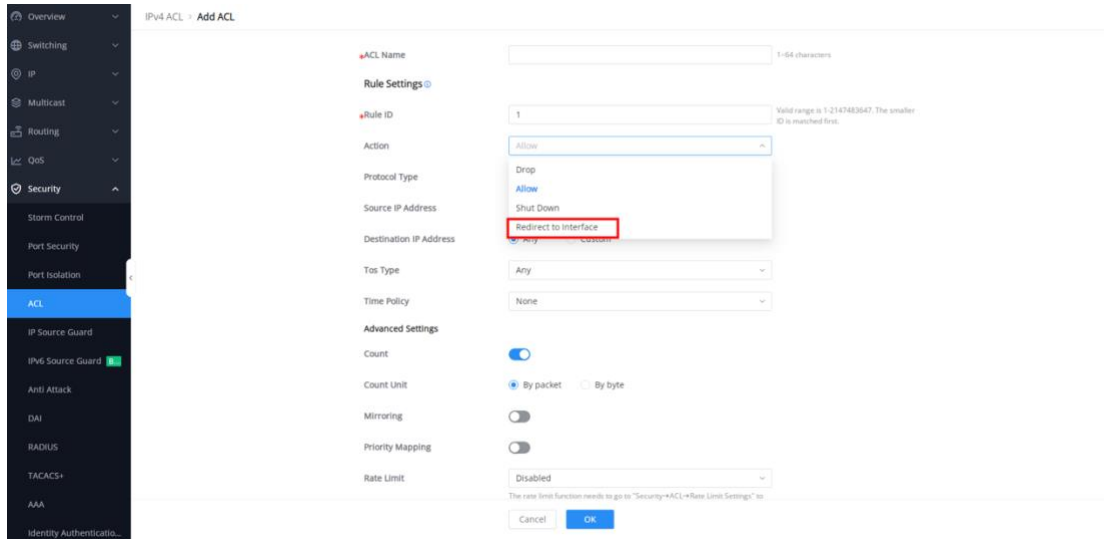 Overview
IPv4 ACL > Add ACL
Switching
IP
Multicast
Routing
QoS
Security
Storm Control
Port Security
Port Isolation
ACL
IP Source Guard
IPv6 Source Guard B...
Anti Attack
DAI
RADIUS
TACACS+
AAA
Identity Authenticatio...
*ACL Name
1~64 characters
Rule Settings
*Rule ID 1
Valid range is 1-2147483647. The smaller
ID is matched first.
Action Allow
Drop
Allow
Shut Down
Redirect to Interface
Protocol Type
Source IP Address
Destination IP Address Any Custom
Tos Type Any
Time Policy None
Advanced Settings
Count
Count Unit By packet By byte
Mirroring
Priority Mapping
Rate Limit Disabled
The rate limit function needs to go to "Security→ACL→Rate Limit Settings" to
Cancel OK